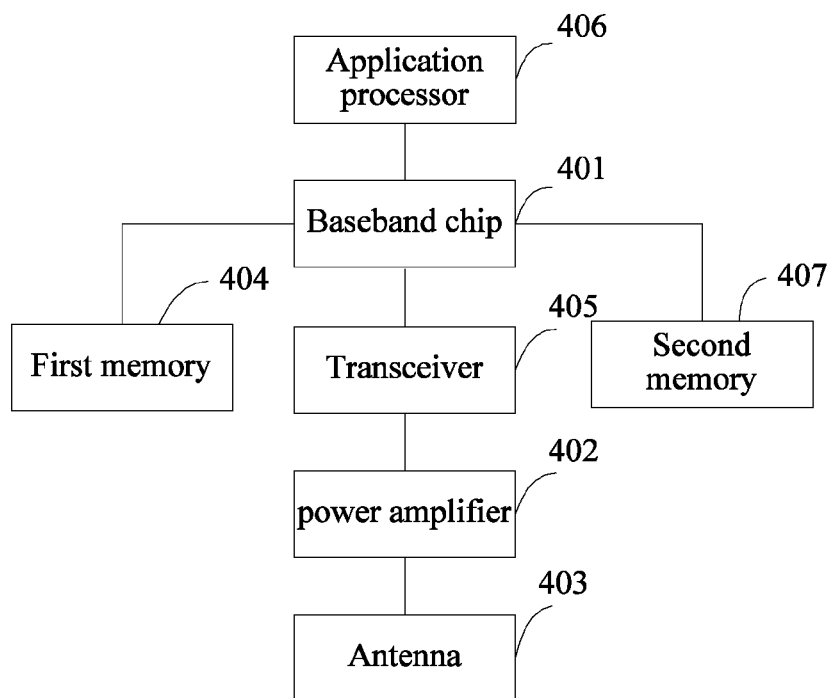 406
Application
processor
401
Baseband chip
404
405
407
First memory
Transceiver
Second
memory
402
power amplifier
403
Antenna